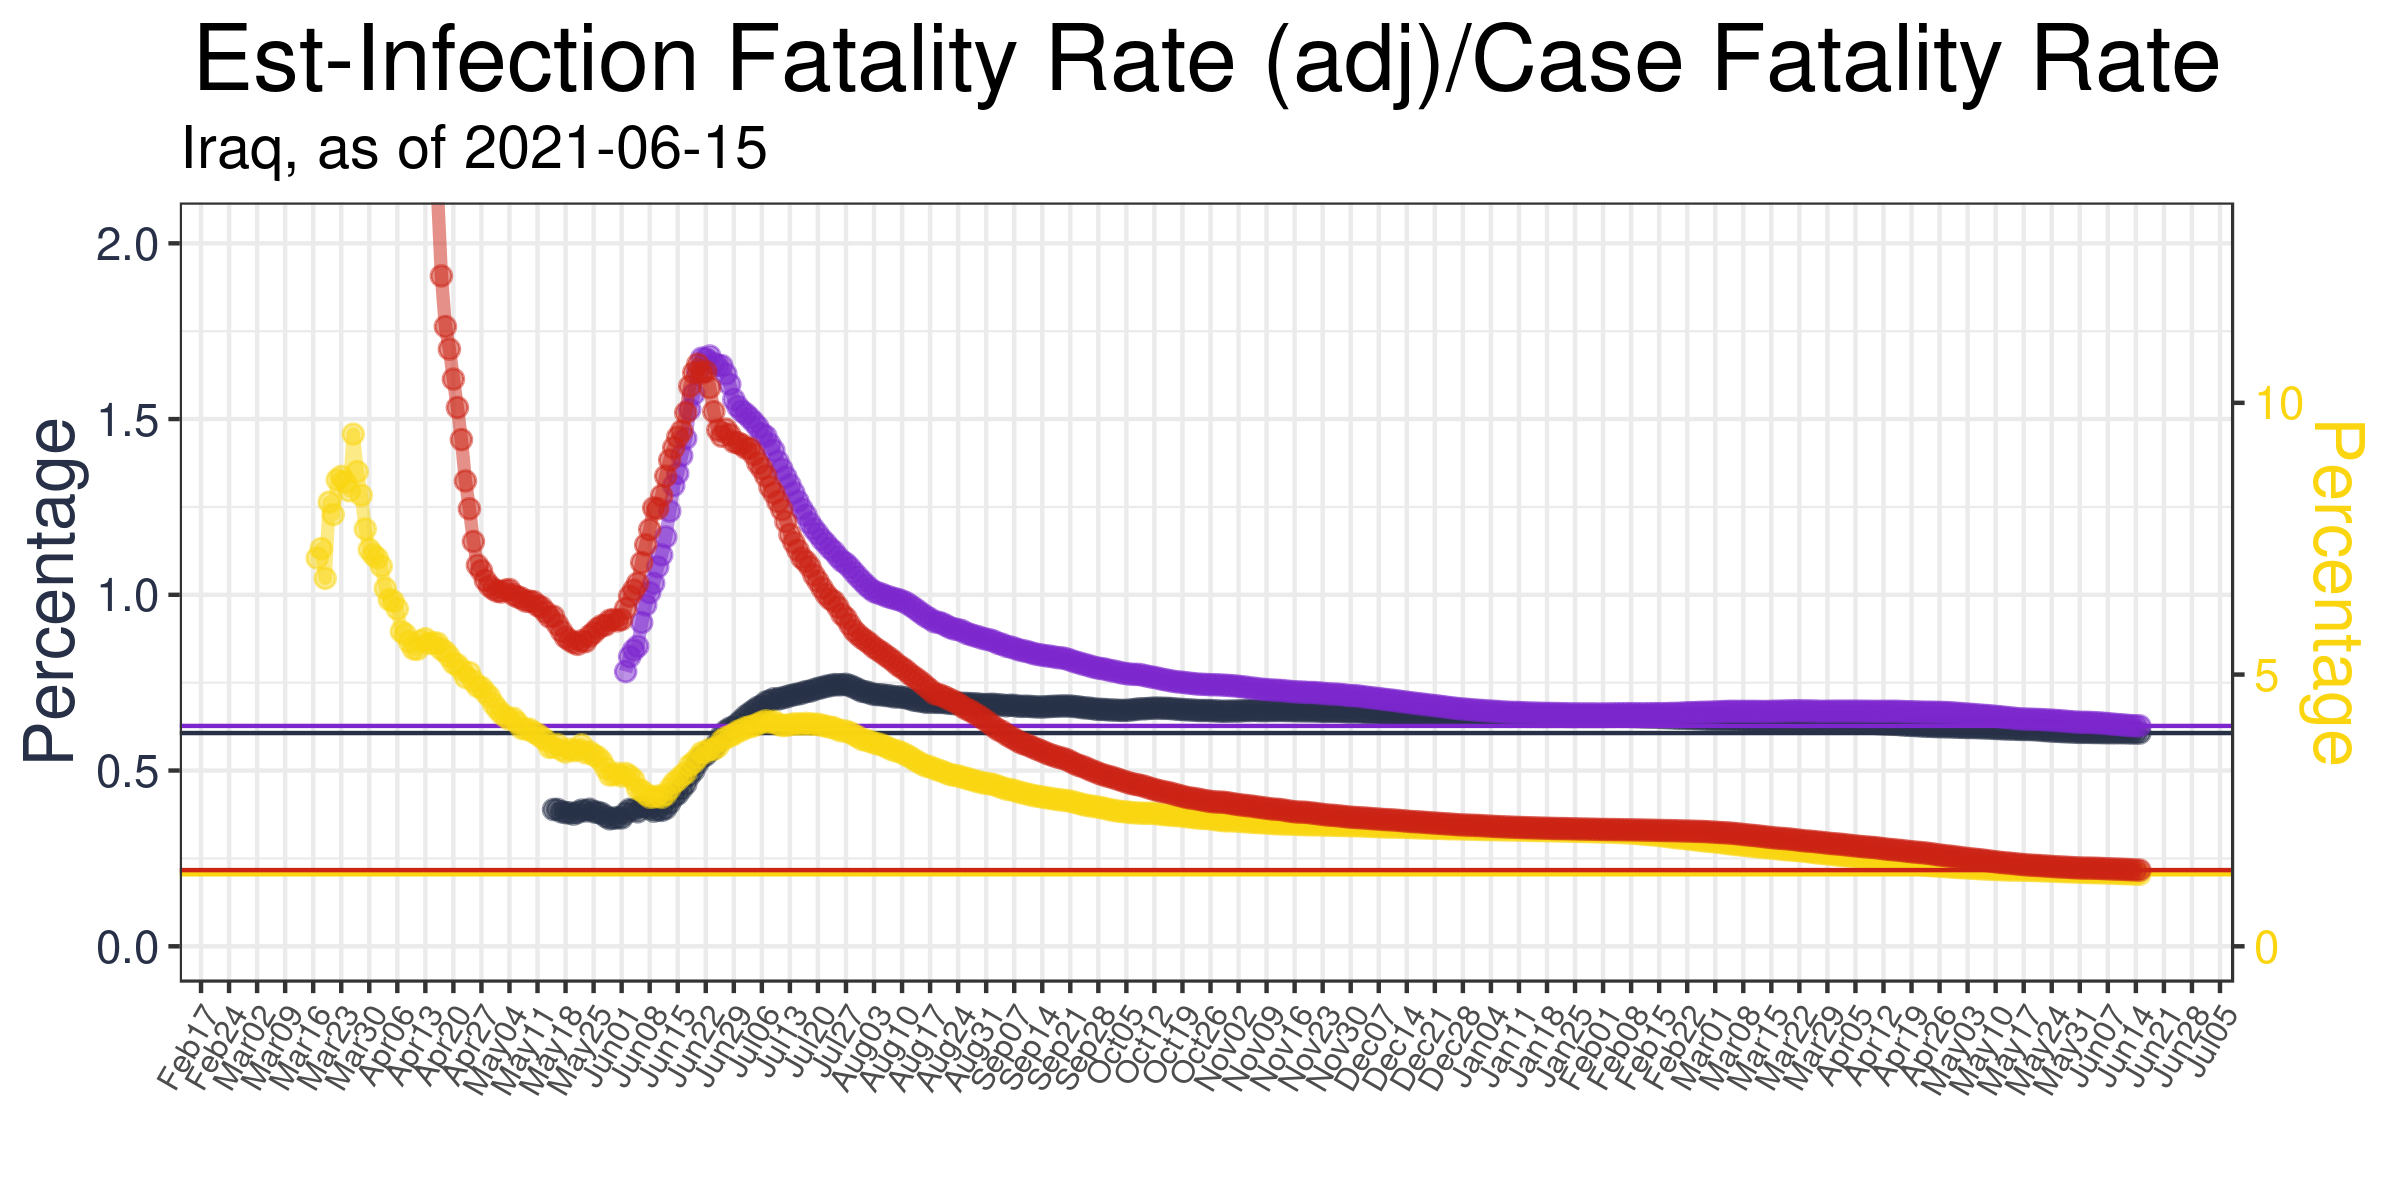 Est-Infection Fatality Rate (adj)/Case Fatality Rate
Iraq, as of 2021-06-15
Percentage
2.0
1.5
1.0
0.5
0.0
10
5
0
Percentage
Feb17
Feb24
Mar02
Mar09
Mar16
Mar23
Mar30
Apr06
Apr13
Apr20
Apr27
May04
May11
May18
May25
Jun01
Jun08
Jun15
Jun22
Jun29
Jul06
Jul13
Jul20
Jul27
Aug03
Aug10
Aug17
Aug24
Aug31
Sep07
Sep14
Sep21
Sep28
Oct05
Oct12
Oct19
Oct26
Nov02
Nov09
Nov16
Nov23
Nov30
Dec07
Dec14
Dec21
Dec28
Jan04
Jan11
Jan18
Jan25
Feb01
Feb08
Feb15
Feb22
Mar01
Mar08
Mar15
Mar22
Mar29
Apr05
Apr12
Apr19
Apr26
May03
May10
May17
May24
May31
May07
Jun14
Jun21
Jun28
Jul05